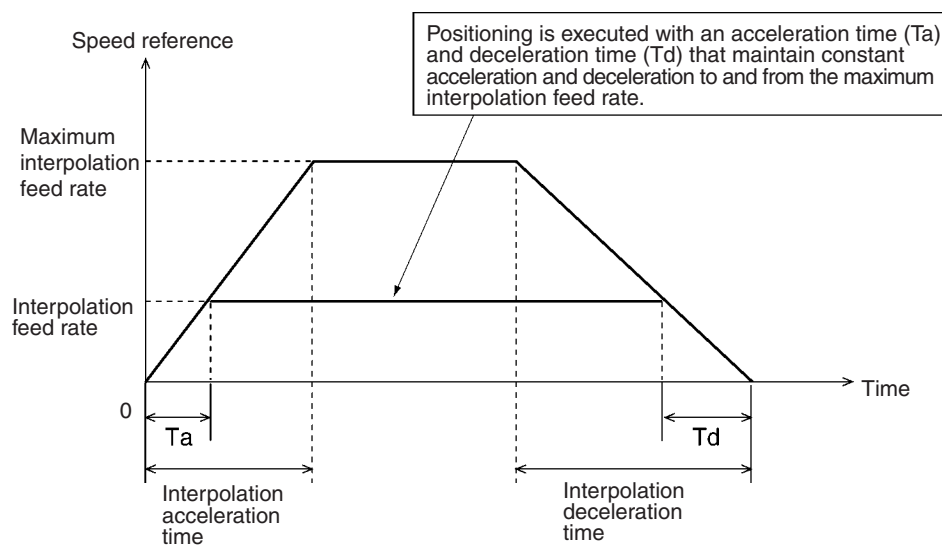 Speed reference
Positioning is executed with an acceleration time (Ta)
and deceleration time (Td) that maintain constant
acceleration and deceleration to and from the maximum
interpolation feed rate.
Maximum
interpolation
feed rate
Interpolation
feed rate
0
Time
Ta
Td
Interpolation
acceleration
time
Interpolation
deceleration
time